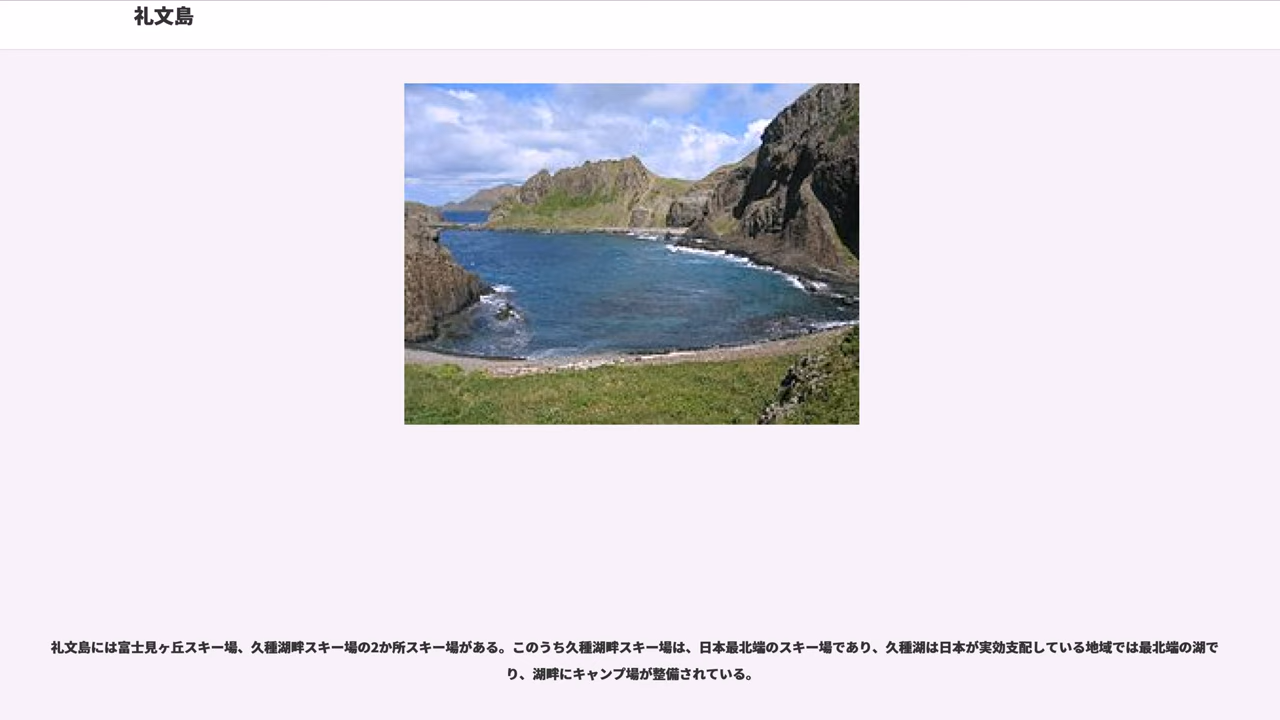 礼文島
礼文島には富士見ヶ丘スキー場、久種湖畔スキー場の2か所スキー場がある。このうち久種湖畔スキー場は、日本最北端のスキー場であり、久種湖は日本が実効支配している地域では最北端の湖で
り、湖畔にキャンプ場が整備されている。